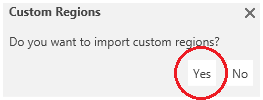 Custom Regions
Do you want to import custom regions?
Yes No